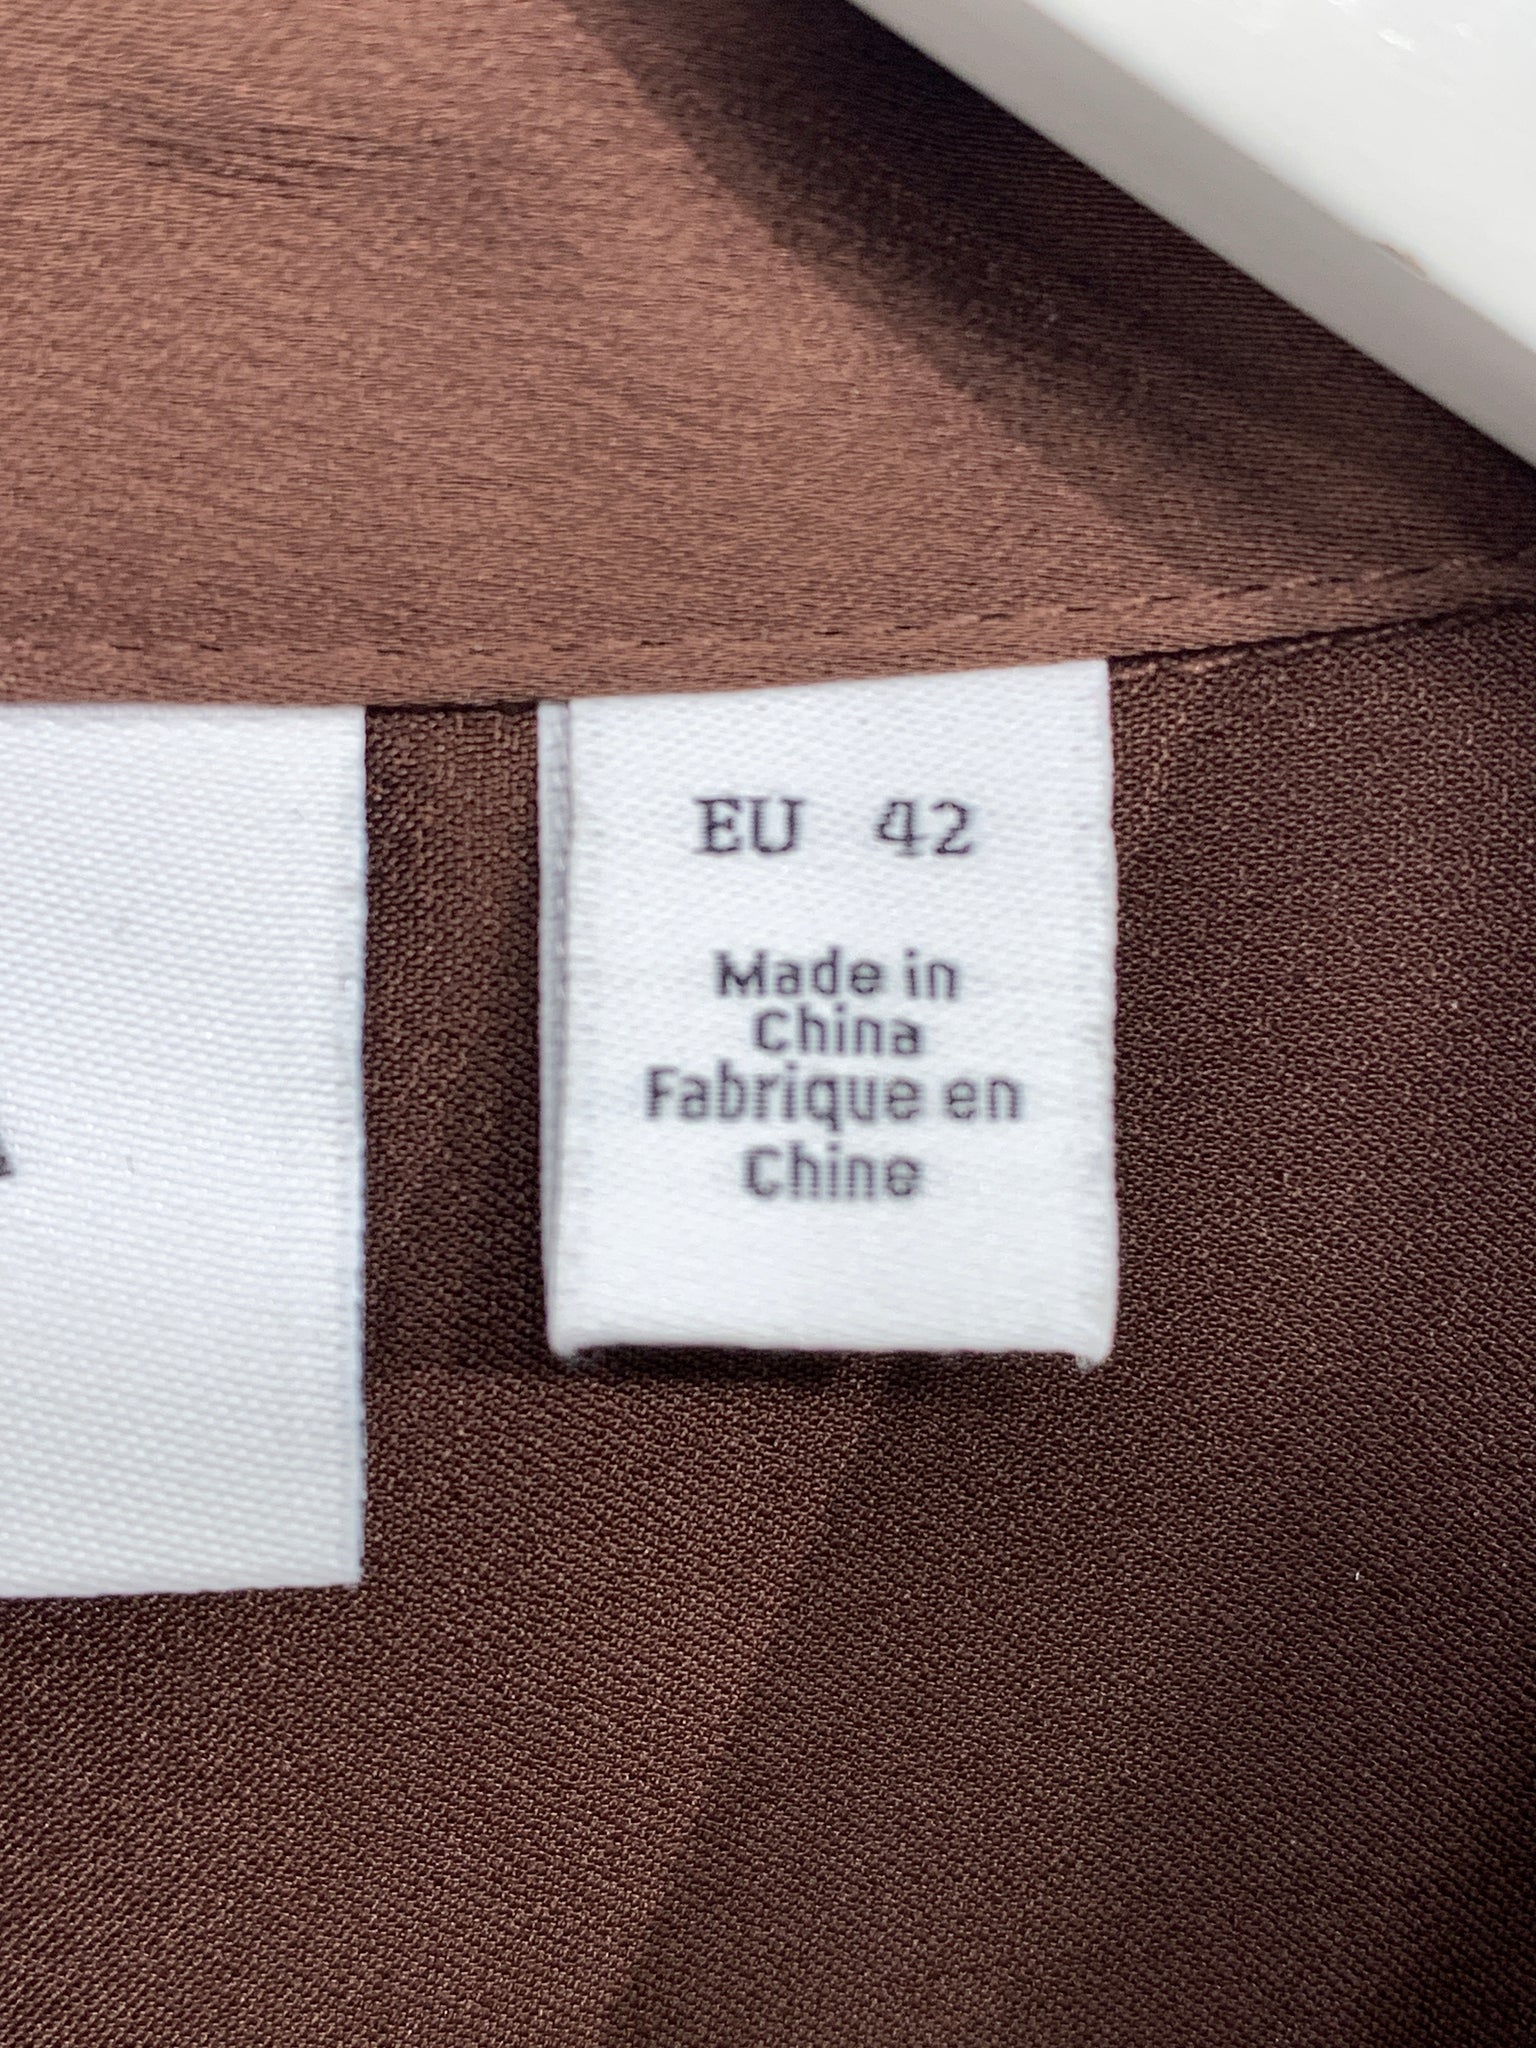 EU 42
Made in
China
Fabrique en
Chine